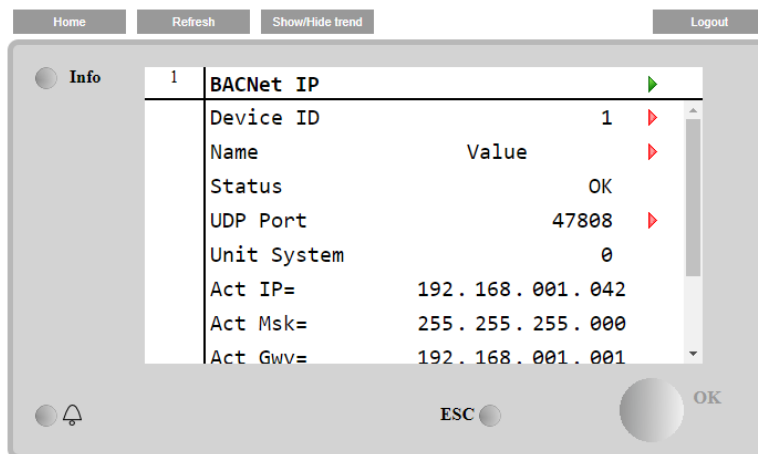 Home Refresh Show/Hide trend Logout
Info
1 BACNet IP
Device ID 1
Name Value
Status OK
UDP Port 47808
Unit System 0
Act IP= 192.168.001.042
Act Msk= 255.255.255.000
Act Gwy= 192.168.001.001
ESC OK